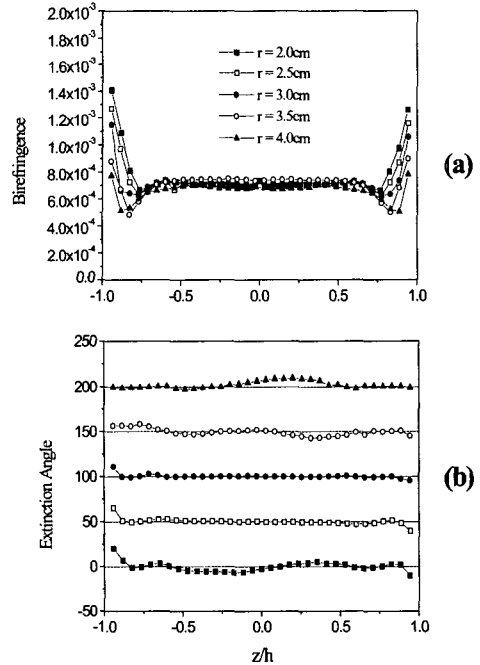 2.0x10⁻³
1.8x10⁻³
1.6x10⁻³
1.4x10⁻³
1.2x10⁻³
1.0x10⁻³
8.0x10⁻⁴
6.0x10⁻⁴
4.0x10⁻⁴
2.0x10⁻⁴
0.0
Birefringence
r = 2.0cm
r = 2.5cm
r = 3.0cm
r = 3.5cm
r = 4.0cm
(a)
-1.0 -0.5 0.0 0.5 1.0
250
200
150
100
50
0
-50
Extinction Angle
(b)
-1.0 -0.5 0.0 0.5 1.0
z/h